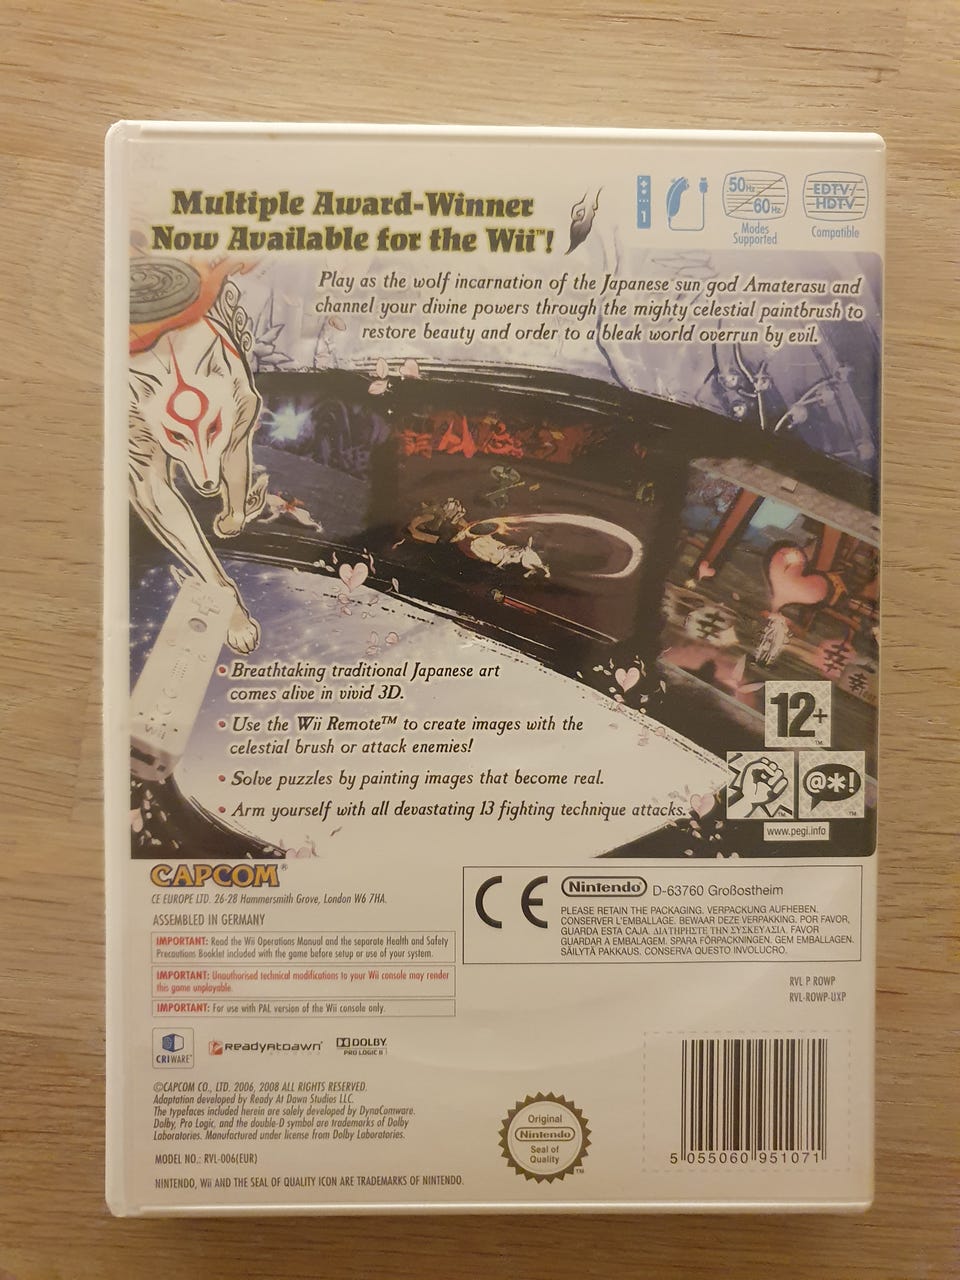 Multiple Award-Winner
Now Available for the Wii™!
1
50Hz
60Hz
Modes
Supported
EDTV/
HDTV
Compatible
Play as the wolf incarnation of the Japanese sun god Amaterasu and
channel your divine powers through the mighty celestial paintbrush to
restore beauty and order to a bleak world overrun by evil.
Wii
• Breathtaking traditional Japanese art
comes alive in vivid 3D.
• Use the Wii Remote™ to create images with the
celestial brush or attack enemies!
• Solve puzzles by painting images that become real.
• Arm yourself with all devastating 13 fighting technique attacks.
12+
™
@*!
™ ™
www.pegi.info
CAPCOM®
CE EUROPE LTD. 26-28 Hammersmith Grove, London W6 7HA.
ASSEMBLED IN GERMANY
IMPORTANT: Read the Wii Operations Manual and the separate Health and Safety
Precautions Booklet included with the game before setup or use of your system.
IMPORTANT: Unauthorised technical modifications to your Wii console may render
this game unplayable.
IMPORTANT: For use with PAL version of the Wii console only.
CE
Nintendo® D-63760 Großostheim
PLEASE RETAIN THE PACKAGING. VERPACKUNG AUFHEBEN.
CONSERVER L'EMBALLAGE. BEWAAR DEZE VERPAKKING. POR FAVOR,
GUARDA ESTA CAJA. ΔΙΑΤΗΡΗΣΤΕ ΤΗΝ ΣΥΣΚΕΥΑΣΙΑ. FAVOR
GUARDAR A EMBALAGEM. SPARA FÖRPACKNINGEN. GEM EMBALLAGEN.
SÄILYTÄ PAKKAUS. CONSERVA QUESTO INVOLUCRO.
RVL P ROWP
RVL-ROWP-UXP
CRIWARE™
ReadyAtDawn™
DOLBY
PRO LOGIC II
©CAPCOM CO., LTD. 2006, 2008 ALL RIGHTS RESERVED.
Adaptation developed by Ready At Dawn Studios LLC.
The typefaces included herein are solely developed by DynaComware.
Dolby, Pro Logic, and the double-D symbol are trademarks of Dolby
Laboratories. Manufactured under license from Dolby Laboratories.
MODEL NO.: RVL-006(EUR)
NINTENDO, Wii AND THE SEAL OF QUALITY ICON ARE TRADEMARKS OF NINTENDO.
Original
Nintendo®
Seal of
Quality
™
5 055060 951071